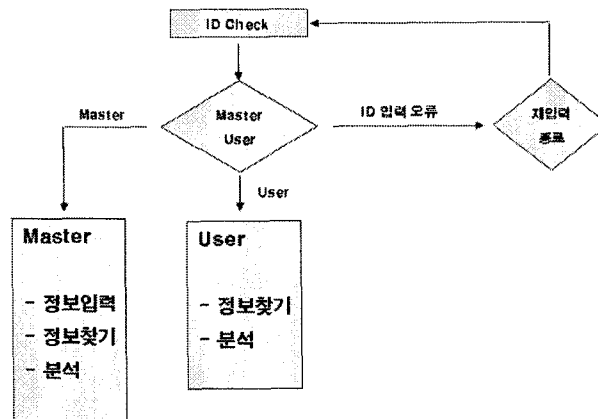 ID Check
Master
User
Master
ID 입력 오류
재입력
종료
User
Master
- 정보입력
- 정보찾기
- 분석
User
- 정보찾기
- 분석